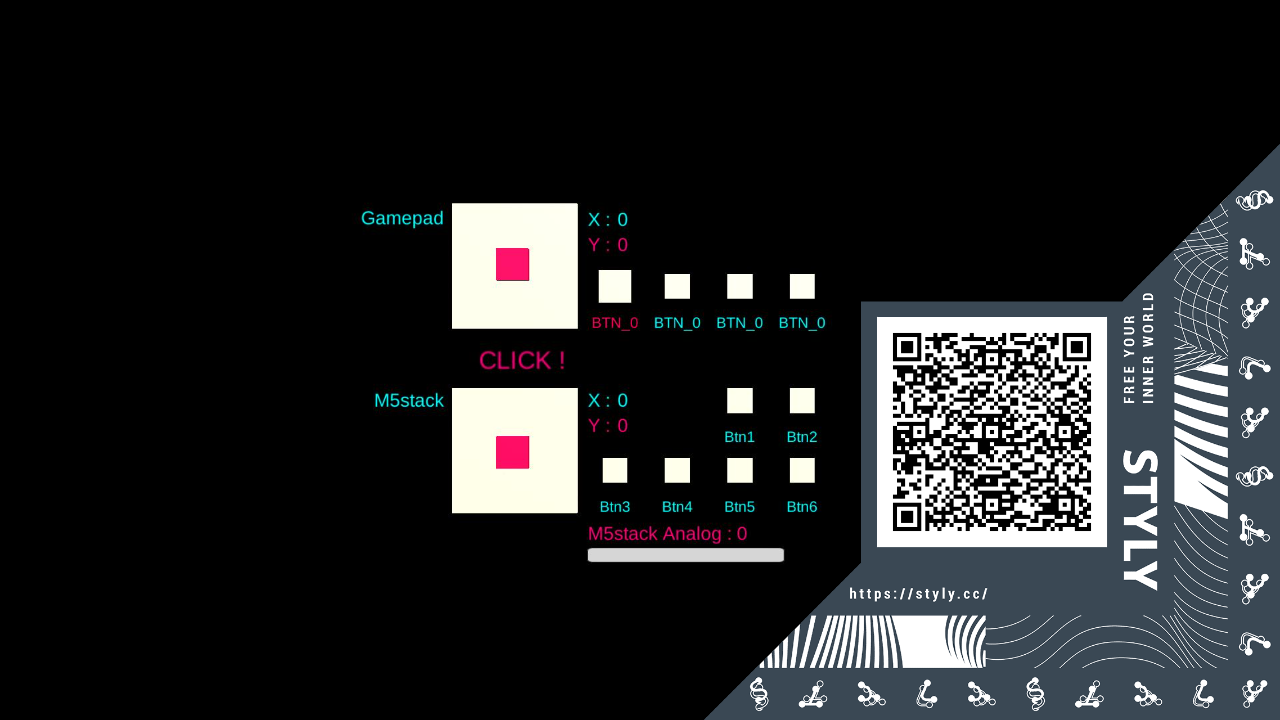 Gamepad
X : 0
Y : 0
BTN_0 BTN_0 BTN_0 BTN_0
CLICK !
M5stack
X : 0
Y : 0
Btn1 Btn2
Btn3 Btn4 Btn5 Btn6
M5stack Analog : 0
FREE YOUR
INNER WORLD
STYLY
https://styly.cc/